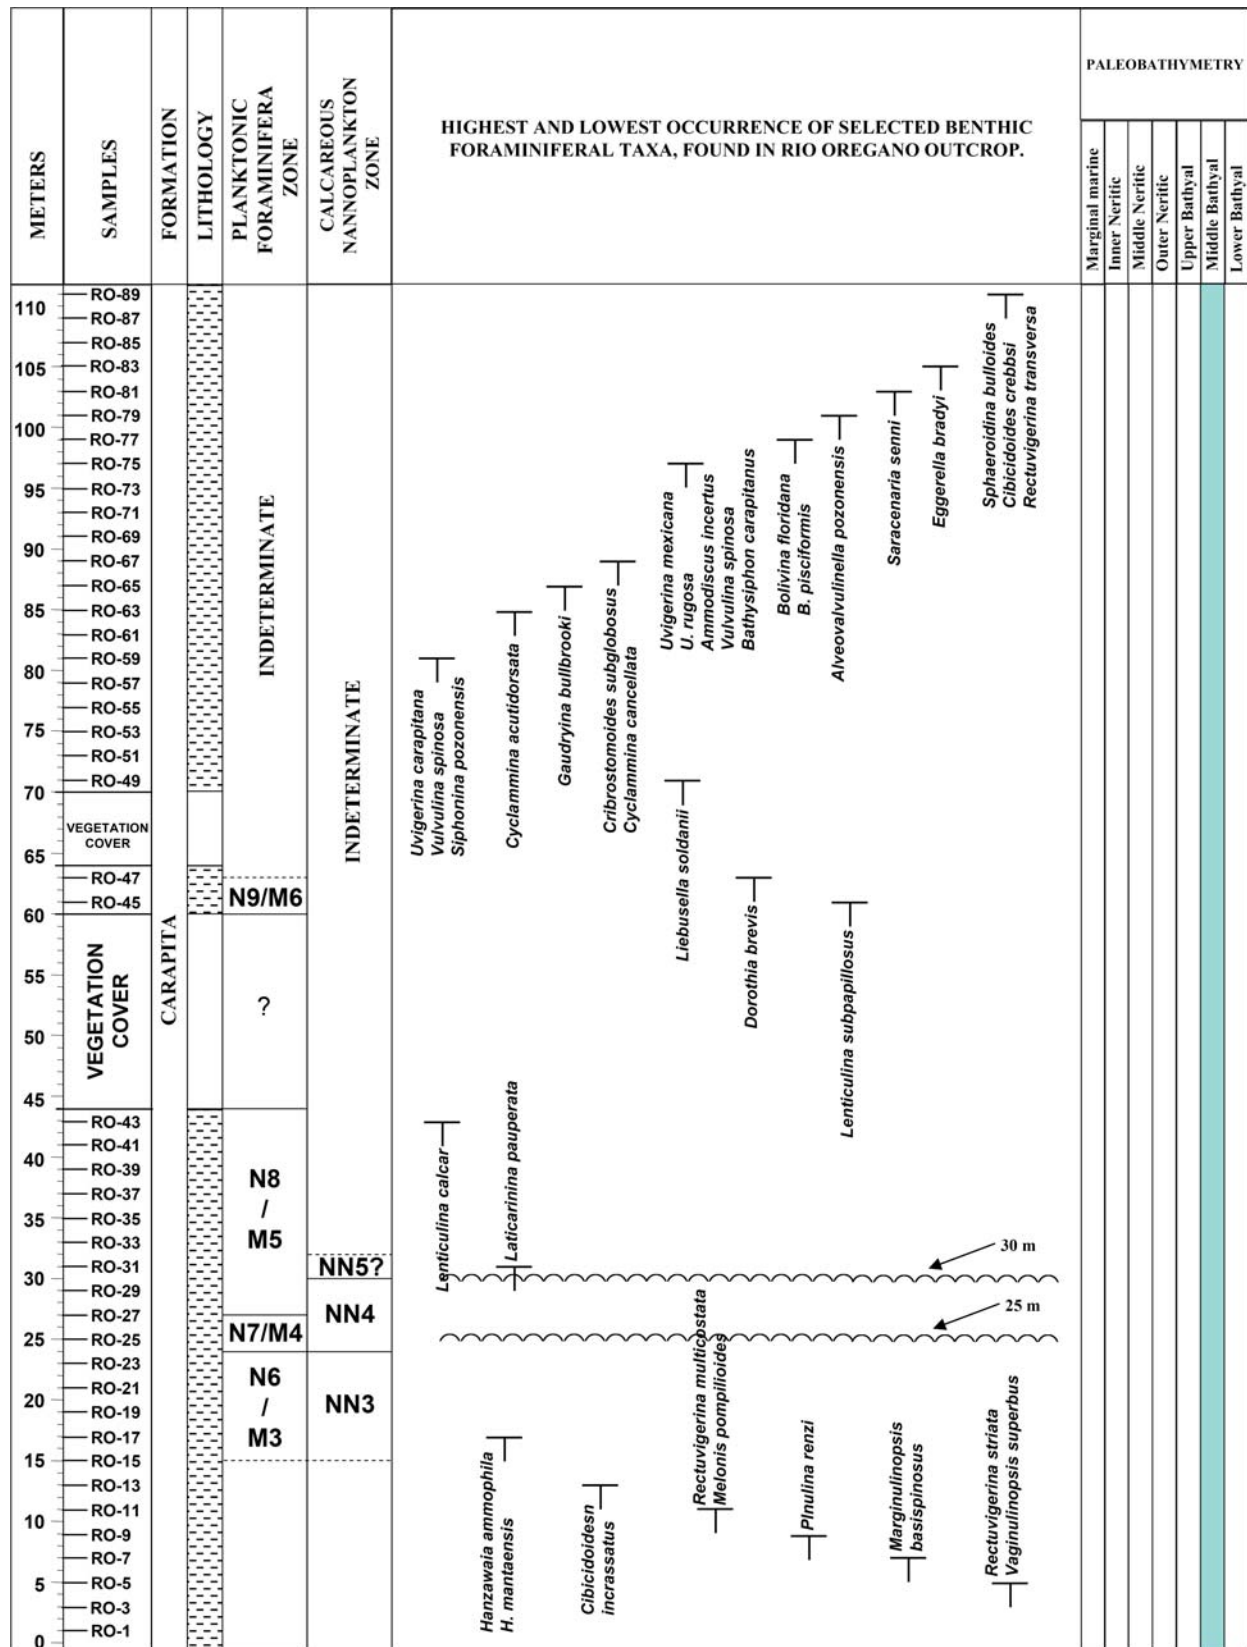 METERS
SAMPLES
FORMATION
LITHOLOGY
PLANKTONIC
FORAMINIFERA
ZONE
CALCAREOUS
NANNOPLANKTON
ZONE
HIGHEST AND LOWEST OCCURRENCE OF SELECTED BENTHIC
FORAMINIFERAL TAXA, FOUND IN RIO OREGANO OUTCROP.
PALEOBATHYMETRY
Marginal marine
Inner Neritic
Middle Neritic
Outer Neritic
Upper Bathyal
Middle Bathyal
Lower Bathyal
110
105
100
95
90
85
80
75
70
65
60
55
50
45
40
35
30
25
20
15
10
5
0
RO-89
RO-87
RO-85
RO-83
RO-81
RO-79
RO-77
RO-75
RO-73
RO-71
RO-69
RO-67
RO-65
RO-63
RO-61
RO-59
RO-57
RO-55
RO-53
RO-51
RO-49
VEGETATION
COVER
RO-47
RO-45
VEGETATION
COVER
RO-43
RO-41
RO-39
RO-37
RO-35
RO-33
RO-31
RO-29
RO-27
RO-25
RO-23
RO-21
RO-19
RO-17
RO-15
RO-13
RO-11
RO-9
RO-7
RO-5
RO-3
RO-1
CARAPITA
INDETERMINATE
N9/M6
?
N8
/
M5
N7/M4
N6
/
M3
INDETERMINATE
NN5?
NN4
NN3
Sphaeroidina bulloides
Cibicidoides crebbsi
Rectuvigerina transversa
Eggerella bradyi
Saracenaria senni
Alveovalvulinella pozonensis
Bolivina floridana
B. pisciformis
Uvigerina mexicana
U. rugosa
Ammodiscus incertus
Vulvulina spinosa
Bathysiphon carapitanus
Cribrostomoides subglobosus
Cyclammina cancellata
Gaudryina bullbrooki
Cyclammina acutidorsata
Uvigerina carapitana
Vulvulina spinosa
Siphonina pozonensis
Liebusella soldanii
Dorothia brevis
Lenticulina subpapillosus
Lenticulina calcar
Laticarinina pauperata
30 m
25 m
Hanzawaia ammophila
H. mantaensis
Cibicidoidesn
incrassatus
Rectuvigerina multicostata
Melonis pompilioides
Plnulina renzi
Marginulinopsis
basispinosus
Rectuvigerina striata
Vaginulinopsis superbus